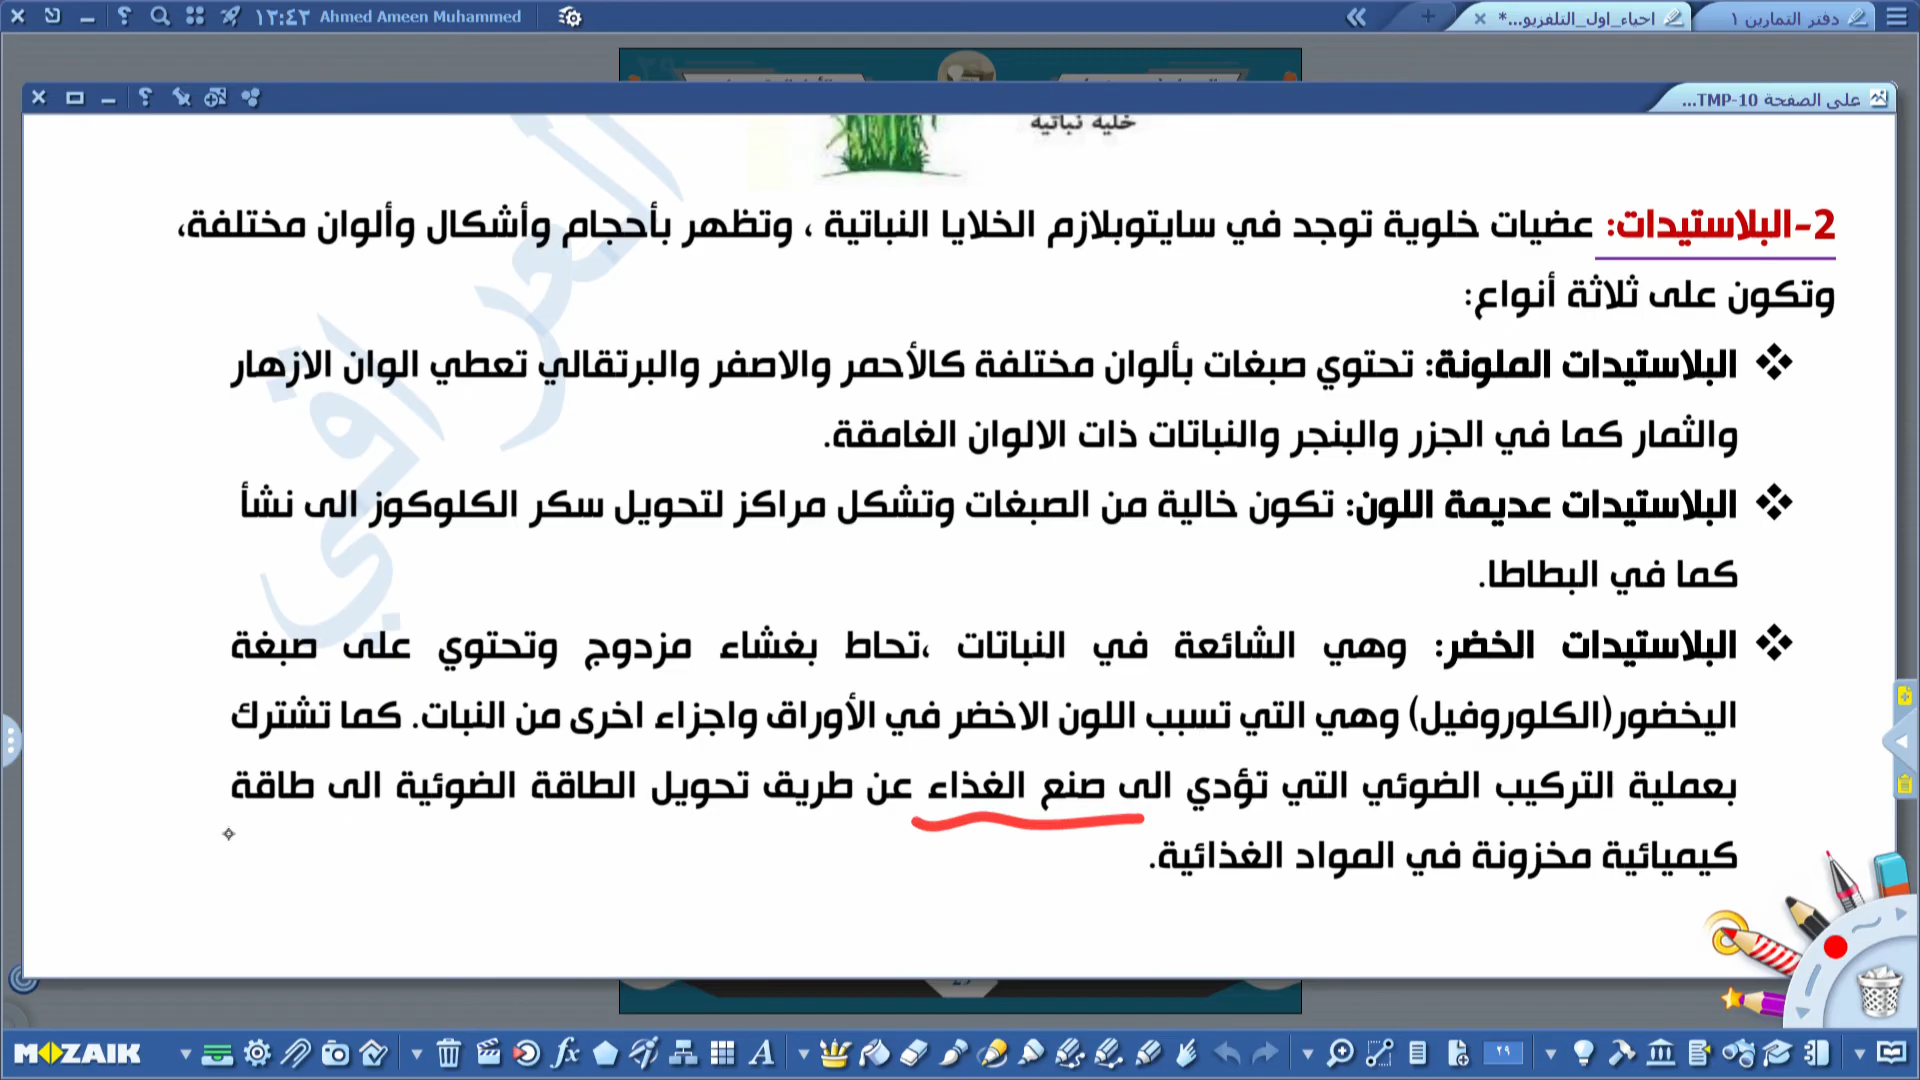 ١٢:٤٣ Ahmed Ameen Muhammed
احياء_اول_التلفزيو...*
دفتر التمارين ١
على الصفحة TMP-10...
خلية نباتية
2-البلاستيدات: عضيات خلوية توجد في سايتوبلازم الخلايا النباتية ، وتظهر بأحجام وأشكال وألوان مختلفة،
وتكون على ثلاثة أنواع:
❖ البلاستيدات الملونة: تحتوي صبغات بألوان مختلفة كالأحمر والاصفر والبرتقالي تعطي الوان الازهار
والثمار كما في الجزر والبنجر والنباتات ذات الالوان الغامقة.
❖ البلاستيدات عديمة اللون: تكون خالية من الصبغات وتشكل مراكز لتحويل سكر الكلوكوز الى نشأ
كما في البطاطا.
❖ البلاستيدات الخضر: وهي الشائعة في النباتات ،تحاط بغشاء مزدوج وتحتوي على صبغة
اليخضور(الكلوروفيل) وهي التي تسبب اللون الاخضر في الأوراق واجزاء اخرى من النبات. كما تشترك
بعملية التركيب الضوئي التي تؤدي الى صنع الغذاء عن طريق تحويل الطاقة الضوئية الى طاقة
كيميائية مخزونة في المواد الغذائية.
العراقي
MOZAIK
٢٩